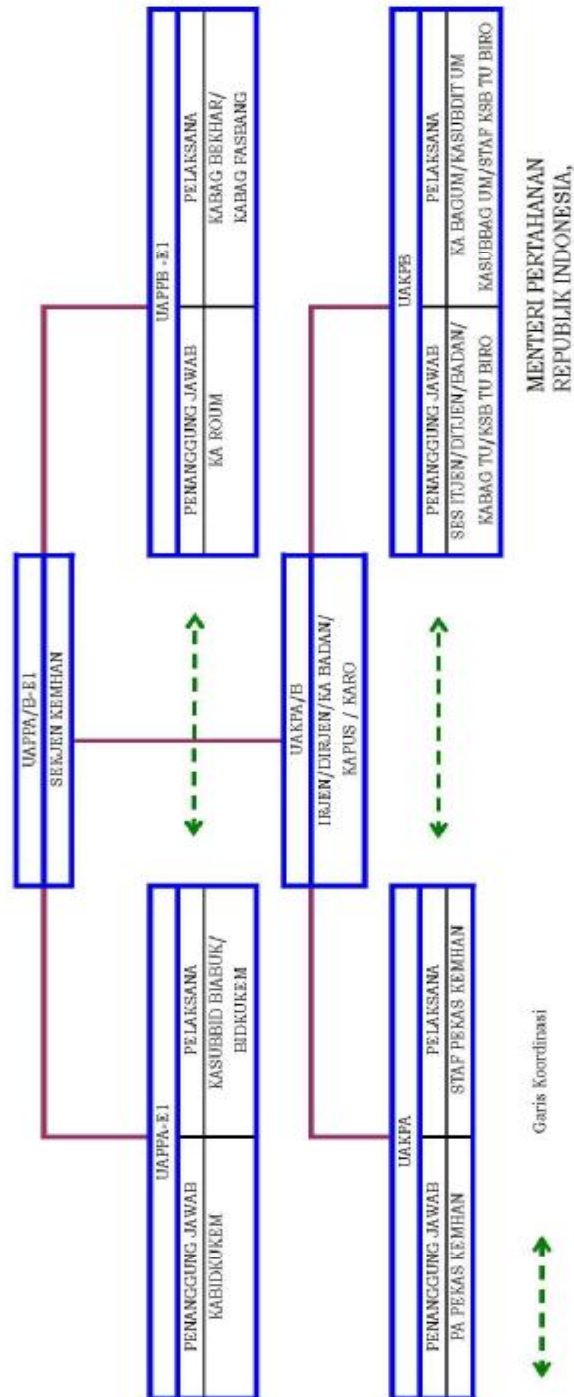 UAPPA/B-E1
SEKJEN KEMHAN
UAPPA-E1
PENANGGUNG JAWAB PELAKSANA
KABIDKUKEM KASUBBID BIABUK/
BIDKUKEM
UAPPB -E1
PENANGGUNG JAWAB PELAKSANA
KA ROUM KABAG BEKHAR/
KABAG FASBANG
UAKPA/B
IRJEN/DIRJEN/KA BADAN/
KAPUS / KARO
UAKPA
PENANGGUNG JAWAB PELAKSANA
PA PEKAS KEMHAN STAF PEKAS KEMHAN
UAKPB
PENANGGUNG JAWAB PELAKSANA
SES ITJEN/DITJEN/BADAN/ KA BAGUM/KASUBDIT UM
KABAG TU/KSB TU BIRO KASUBBAG UM/STAF KSB TU BIRO
Garis Koordinasi
MENTERI PERTAHANAN
REPUBLIK INDONESIA,